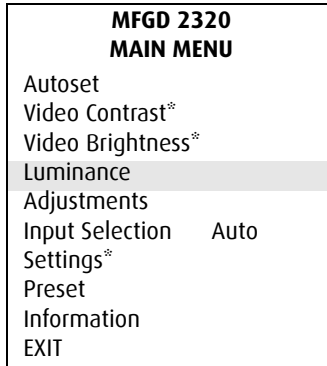 MFGD 2320
MAIN MENU
Autoset
Video Contrast*
Video Brightness*
Luminance
Adjustments
Input Selection Auto
Settings*
Preset
Information
EXIT